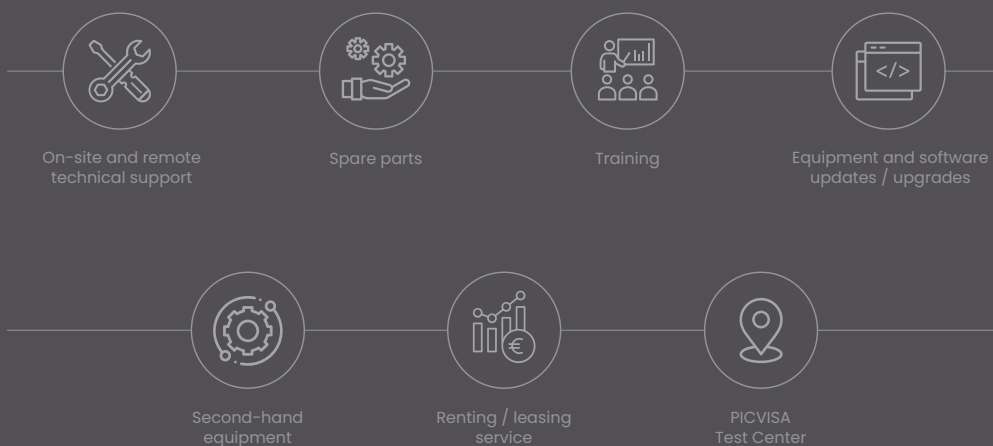 On-site and remote
technical support
Spare parts
Training
Equipment and software
updates / upgrades
Second-hand
equipment
Renting / leasing
service
PICVISA
Test Center